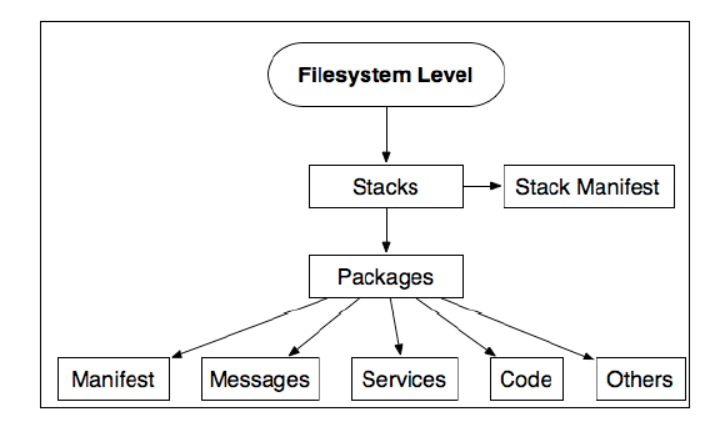 Filesystem Level
Stacks
Stack Manifest
Packages
Manifest
Messages
Services
Code
Others